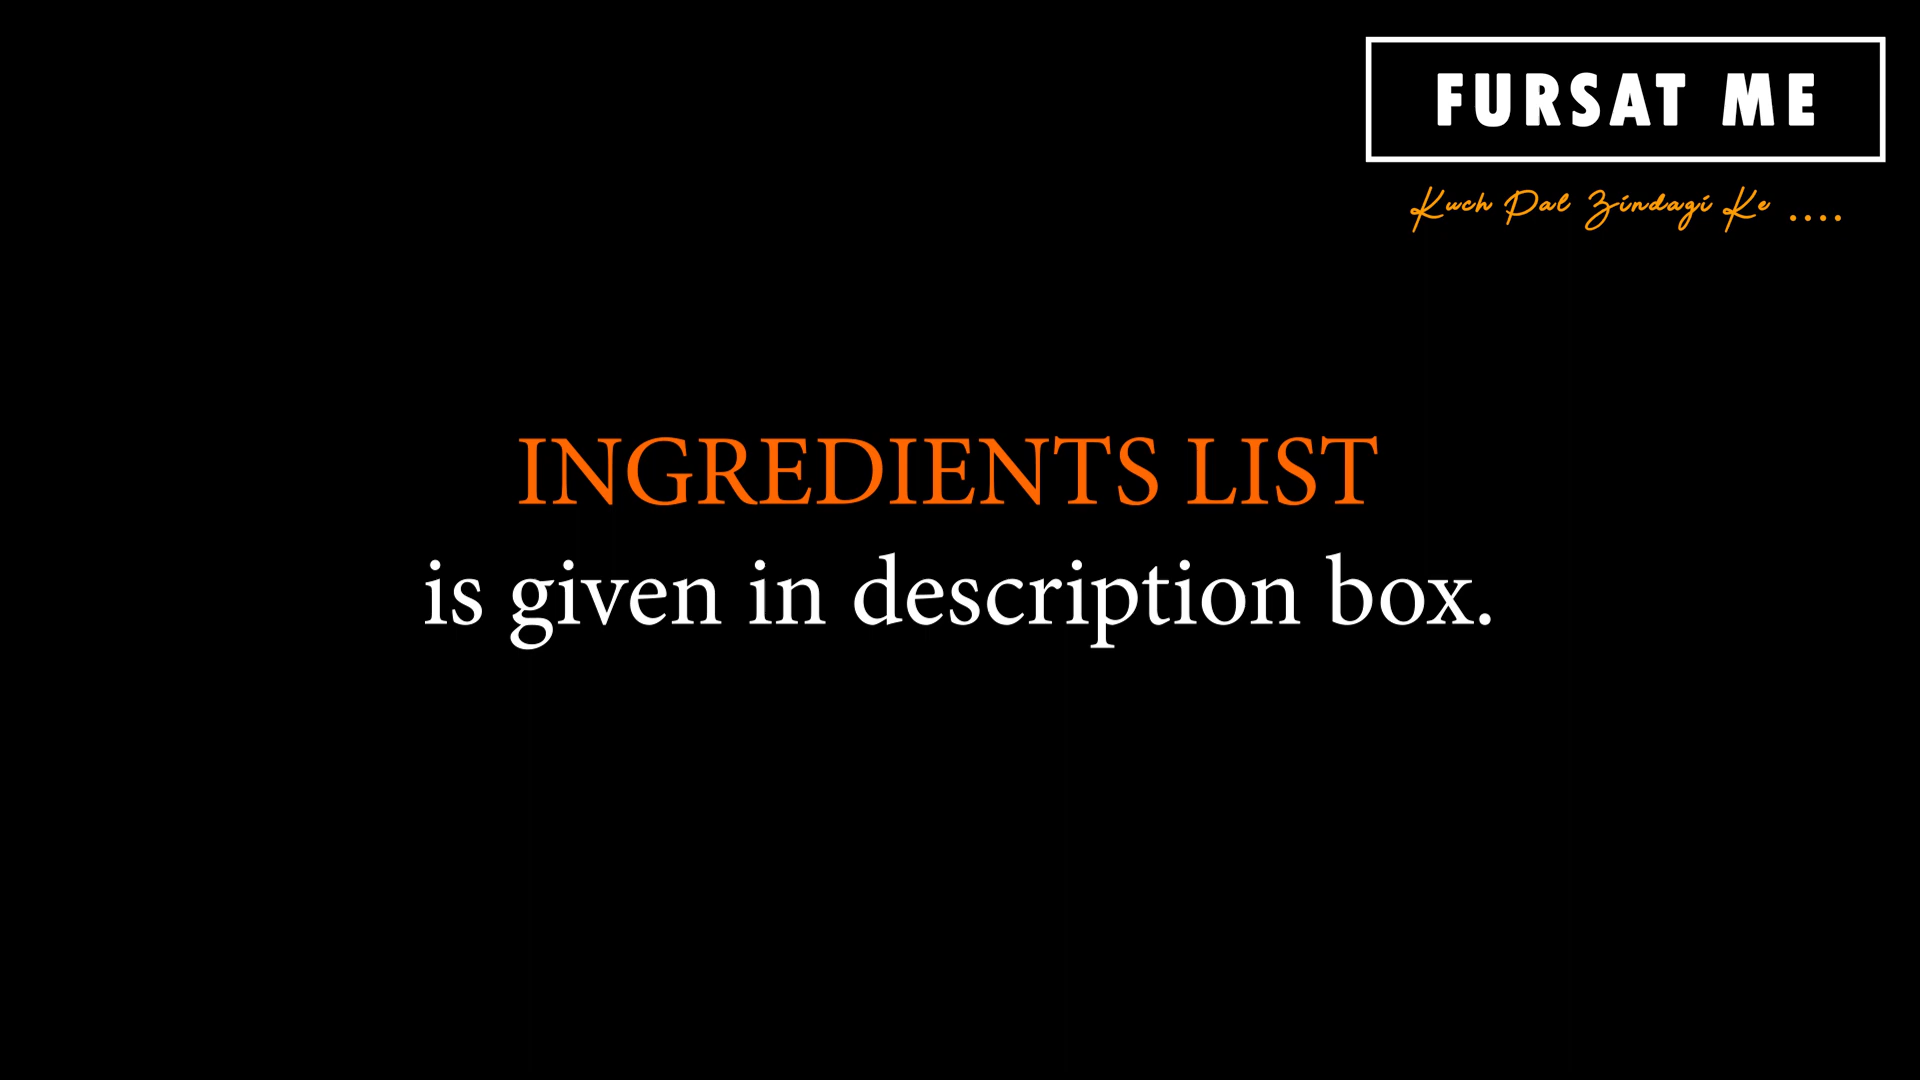 FURSAT ME
Kuch Pal Zindagi Ke ....
INGREDIENTS LIST
is given in description box.